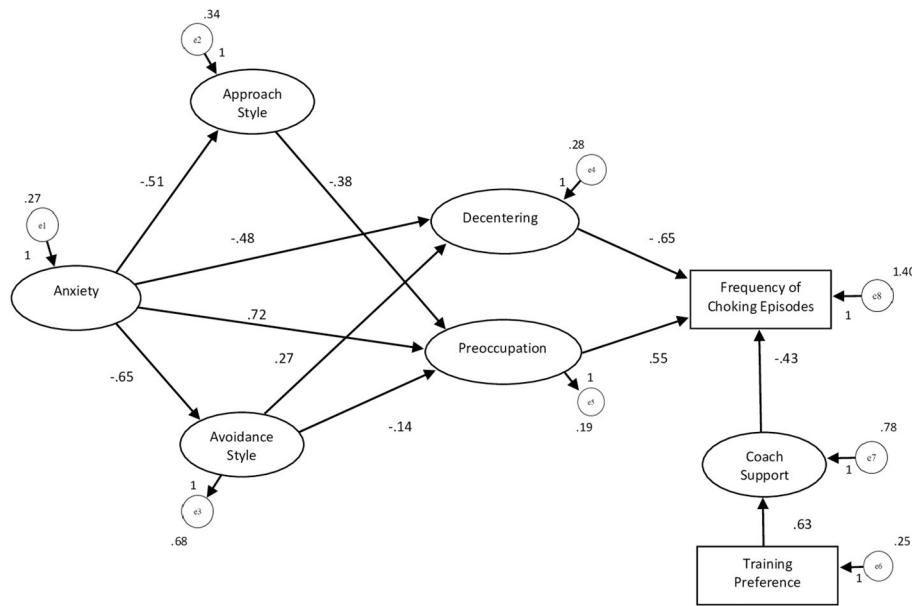 .34
e2
1
Approach
Style
-.51
-.38
.28
e4
1
Decentering
.27
e1
1
Anxiety
-.48
- .65
1.40
e8
1
Frequency of
Choking Episodes
.72
.27
Preoccupation
.55
-.43
-.65
1
e5
.19
-.14
Avoidance
Style
1
e3
.68
Coach
Support
.78
e7
1
.63
.25
e6
1
Training
Preference